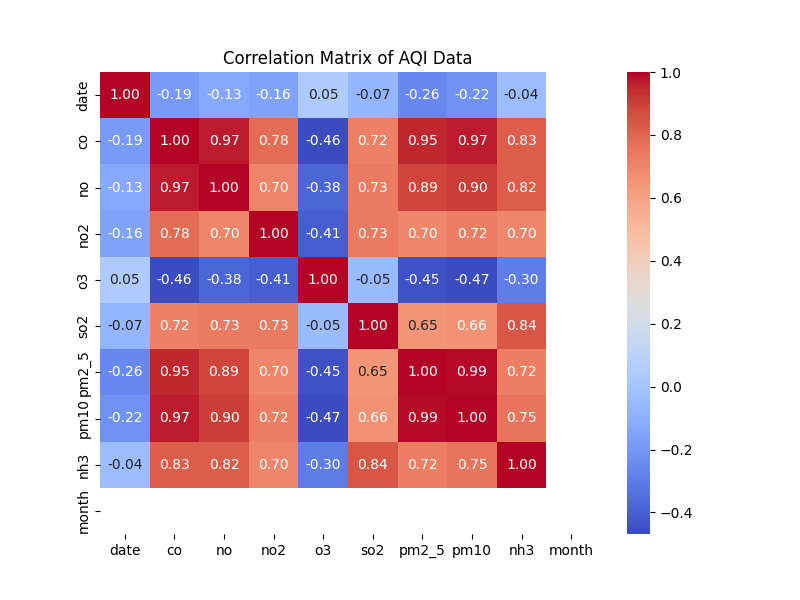 Correlation Matrix of AQI Data
date 1.00 -0.19 -0.13 -0.16 0.05 -0.07 -0.26 -0.22 -0.04
co -0.19 1.00 0.97 0.78 -0.46 0.72 0.95 0.97 0.83
no -0.13 0.97 1.00 0.70 -0.38 0.73 0.89 0.90 0.82
no2 -0.16 0.78 0.70 1.00 -0.41 0.73 0.70 0.72 0.70
o3 0.05 -0.46 -0.38 -0.41 1.00 -0.05 -0.45 -0.47 -0.30
so2 -0.07 0.72 0.73 0.73 -0.05 1.00 0.65 0.66 0.84
pm2_5 -0.26 0.95 0.89 0.70 -0.45 0.65 1.00 0.99 0.72
pm10 -0.22 0.97 0.90 0.72 -0.47 0.66 0.99 1.00 0.75
nh3 -0.04 0.83 0.82 0.70 -0.30 0.84 0.72 0.75 1.00
month
date co no no2 o3 so2 pm2_5 pm10 nh3 month
1.0
0.8
0.6
0.4
0.2
0.0
−0.2
−0.4